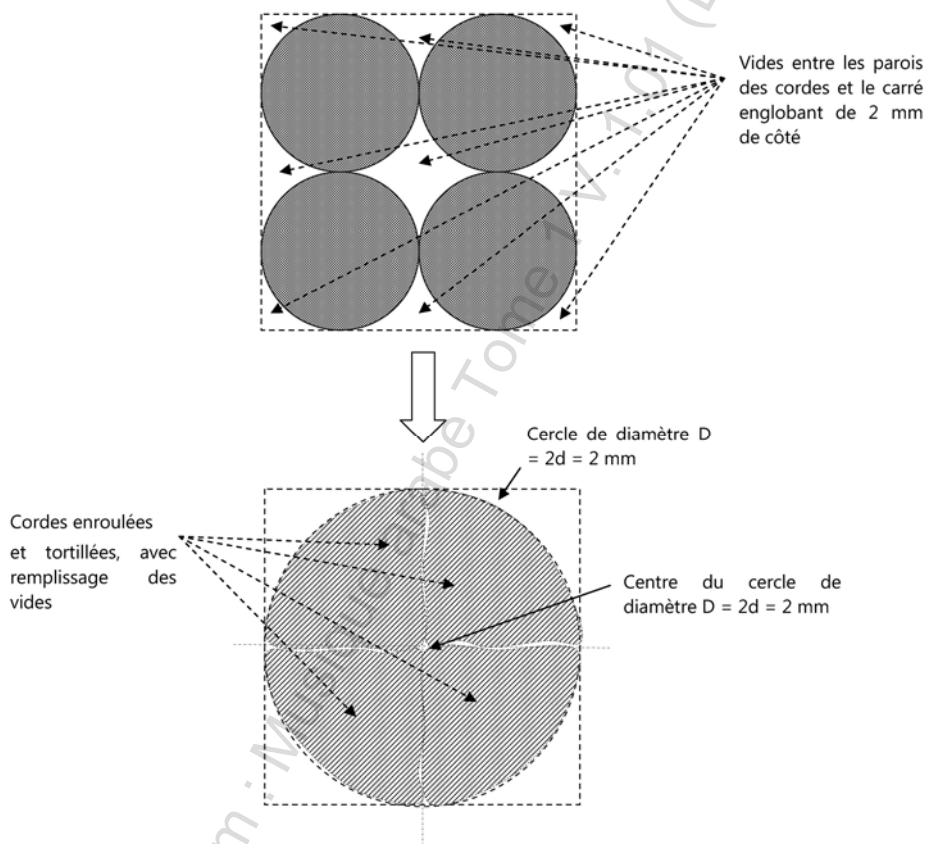 Vides entre les parois
des cordes et le carré
englobant de 2 mm
de côté
Cercle de diamètre D
= 2d = 2 mm
Cordes enroulées
et tortillées, avec
remplissage des
vides
Centre du cercle de
diamètre D = 2d = 2 mm